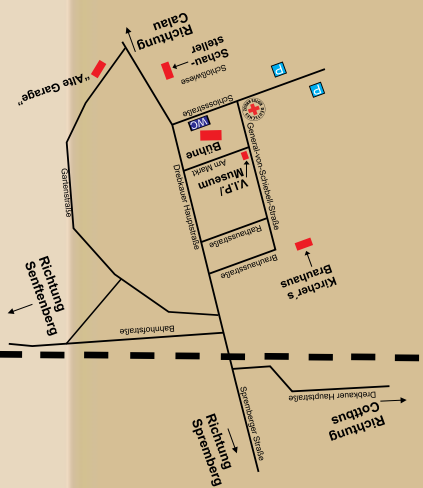 Richtung
Calau
Schau-
steller
Schloßwiese
"Alte Garage"
P
P
Schlossstraße
WC
Bühne
Am Markt
V.I.P./
Museum
General-von-Schiebell-Straße
Gartenstraße
Drebkauer Hauptstraße
Rathausstraße
Brauhausstraße
Kircher's
Brauhaus
Richtung
Senftenberg
Bahnhofstraße
Drebkauer Hauptstraße
Richtung
Cottbus
Spremberger Straße
Richtung
Spremberg